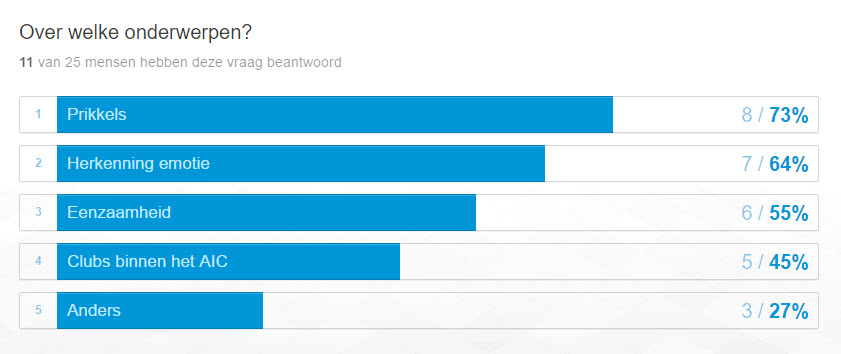 Over welke onderwerpen?
11 van 25 mensen hebben deze vraag beantwoord
1 Prikkels 8 / 73%
2 Herkenning emotie 7 / 64%
3 Eenzaamheid 6 / 55%
4 Clubs binnen het AIC 5 / 45%
5 Anders 3 / 27%